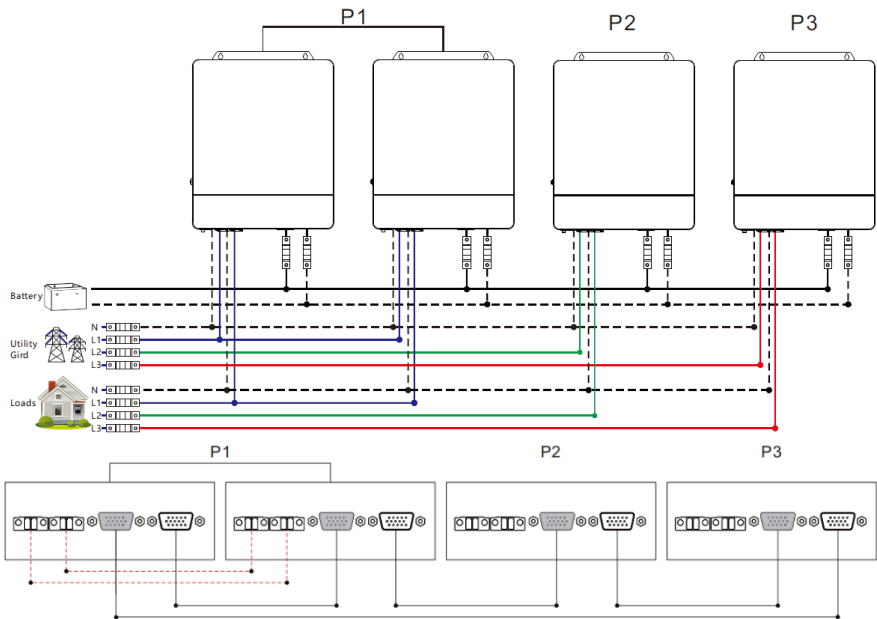 P1 P2 P3
Battery
N
Utility L1
Gird L2
L3
N
Loads L1
L2
L3
P1 P2 P3